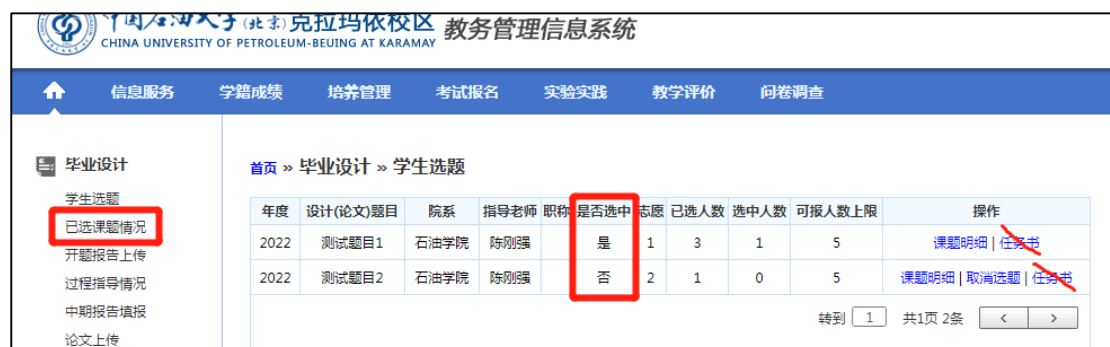 中国石油大学(北京)克拉玛依校区 教务管理信息系统
CHINA UNIVERSITY OF PETROLEUM-BEIJING AT KARAMAY
信息服务 学籍成绩 培养管理 考试报名 实验实践 教学评价 问卷调查
毕业设计
首页 » 毕业设计 » 学生选题
学生选题
已选课题情况
开题报告上传
过程指导情况
中期报告填报
论文上传
年度 设计(论文)题目 院系 指导老师 职称 是否选中 志愿 已选人数 选中人数 可报人数上限 操作
2022 测试题目1 石油学院 陈刚强 是 1 3 1 5 课题明细 | 任务书
2022 测试题目2 石油学院 陈刚强 否 2 1 0 5 课题明细 | 取消选题 | 任务书
转到 1 共1页 2条 < >